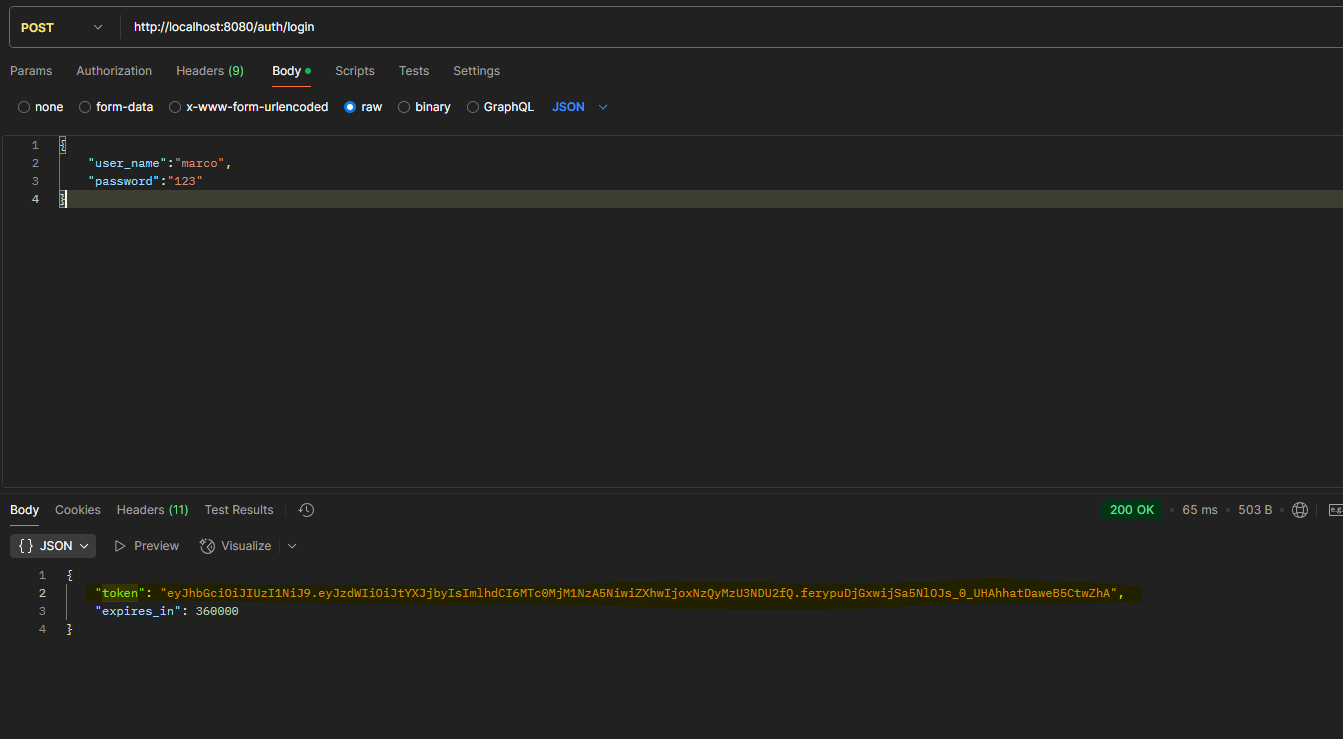 POST http://localhost:8080/auth/login
Params Authorization Headers (9) Body Scripts Tests Settings
none form-data x-www-form-urlencoded raw binary GraphQL JSON
1 {
2 "user_name":"marco",
3 "password":"123"
4 }
Body Cookies Headers (11) Test Results 200 OK • 65 ms • 503 B • e.g.
{} JSON Preview Visualize
1 {
2 "token": "eyJhbGciOiJIUzI1NiJ9.eyJzdWIiOiJtYXJjbyIsImlhdCI6MTc0MjM1NzA5NiwiZXhwIjoxNzQyMzU3NDU2fQ.ferypuDjGxwijSa5NlOJs_0_UHAhhatDaweB5CtwZhA",
3 "expires_in": 360000
4 }